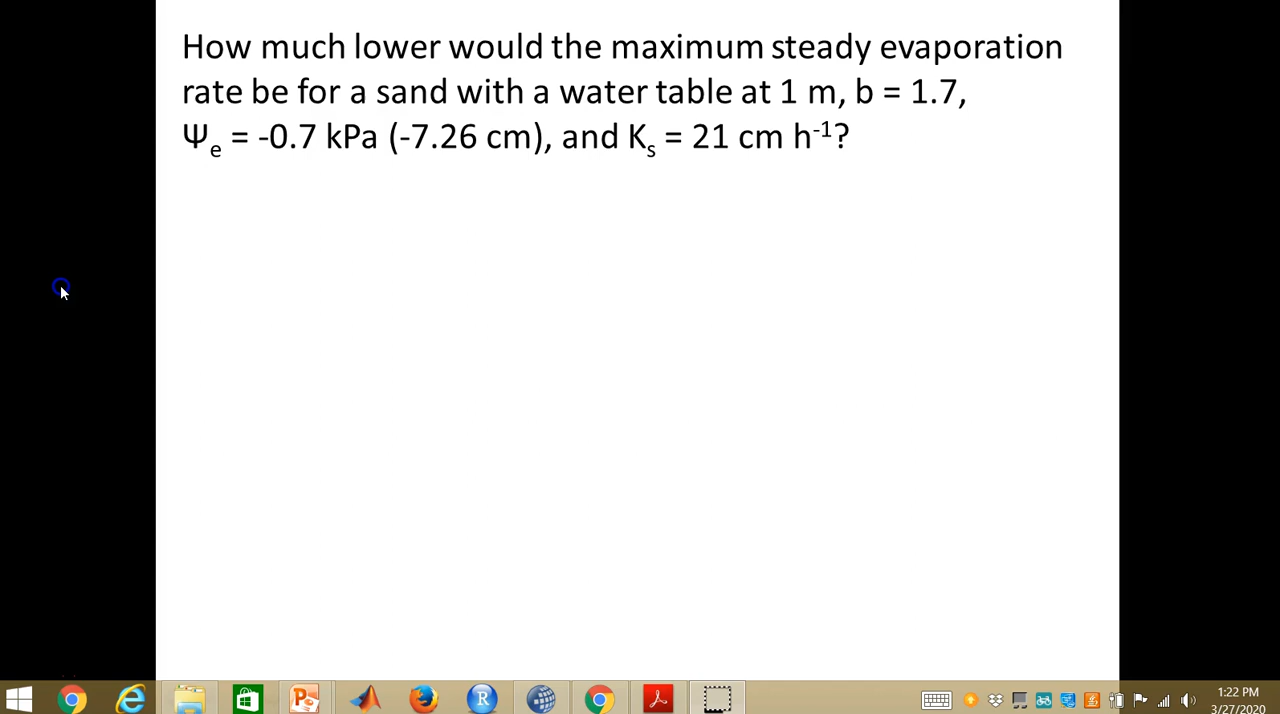 How much lower would the maximum steady evaporation
rate be for a sand with a water table at 1 m, b = 1.7,
Ψe = -0.7 kPa (-7.26 cm), and Ks = 21 cm h-1?
1:22 PM
3/27/2020